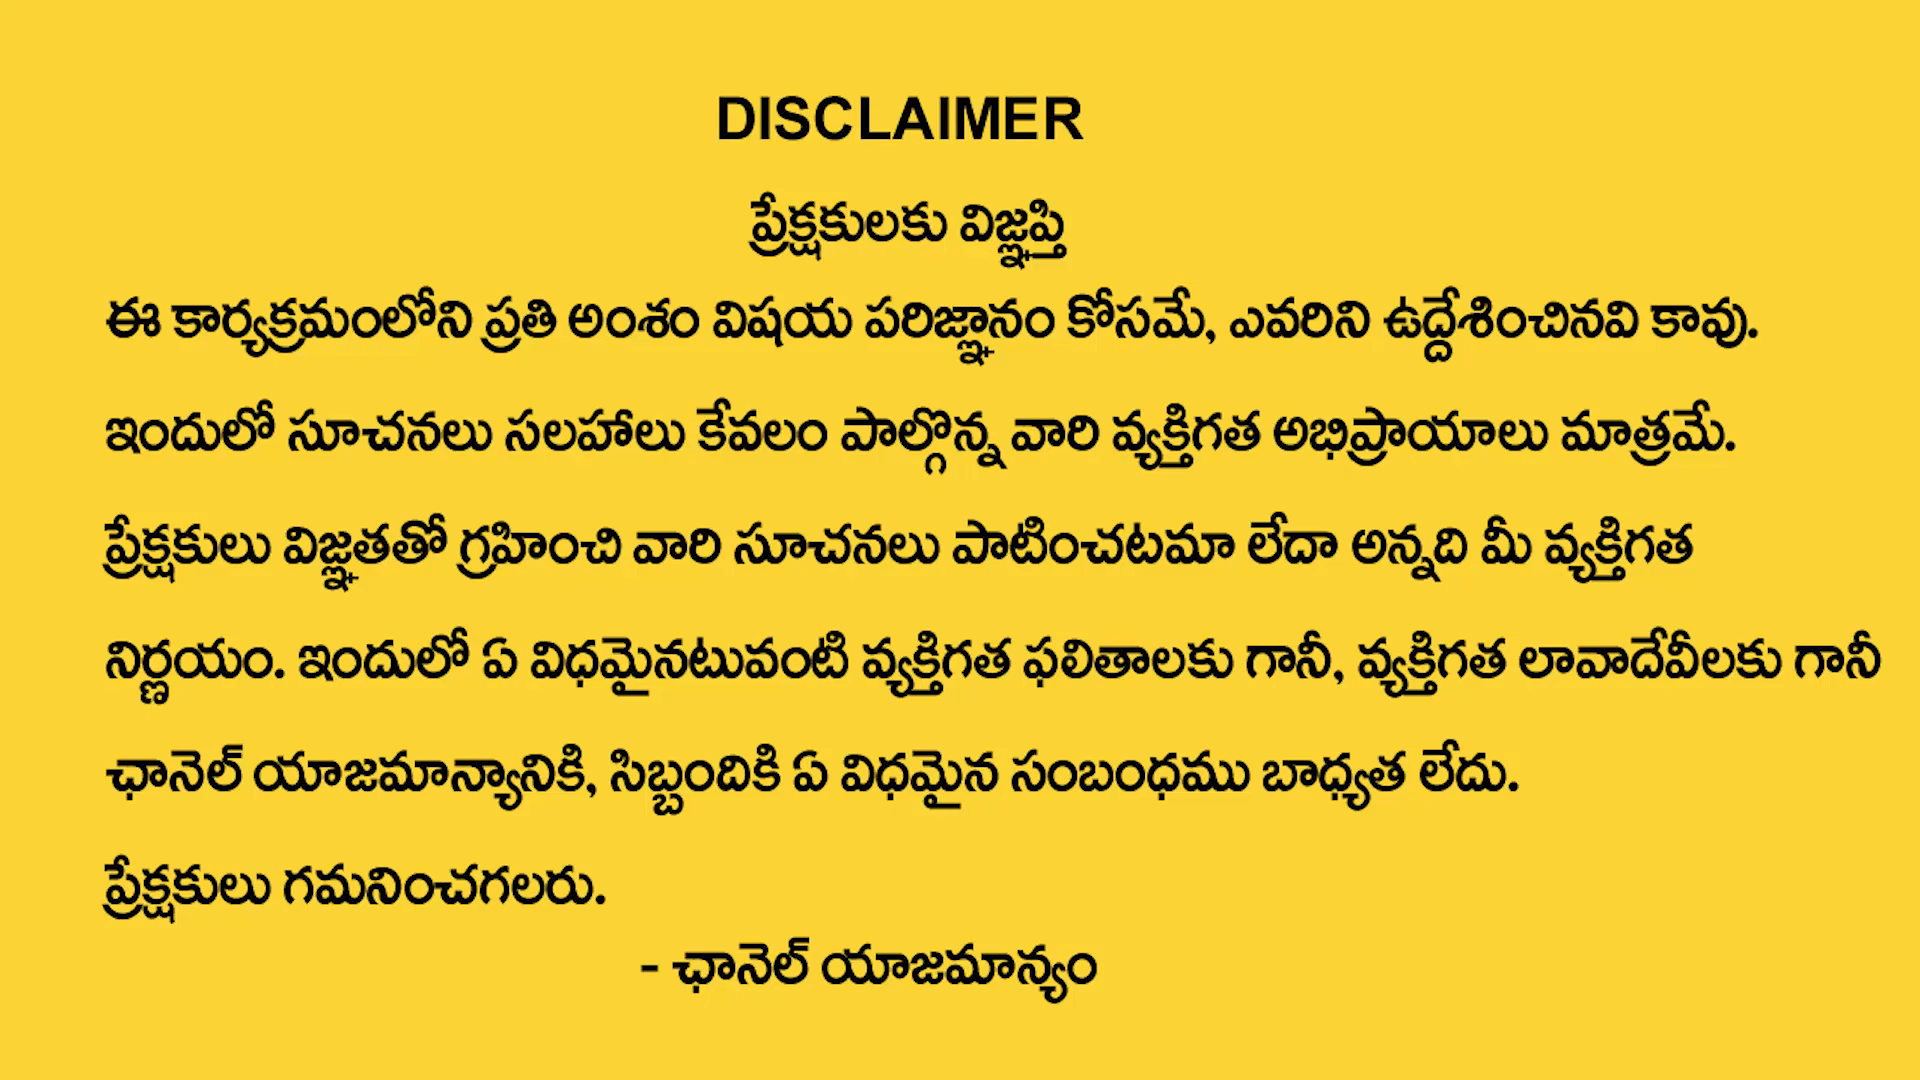 DISCLAIMER
ప్రేక్షకులకు విజ్ఞప్తి
ఈ కార్యక్రమంలోని ప్రతి అంశం విషయ పరిజ్ఞానం కోసమే, ఎవరిని ఉద్దేశించినవి కావు.
ఇందులో సూచనలు సలహాలు కేవలం పాల్గొన్న వారి వ్యక్తిగత అభిప్రాయాలు మాత్రమే.
ప్రేక్షకులు విజ్ఞతతో గ్రహించి వారి సూచనలు పాటించటమా లేదా అన్నది మీ వ్యక్తిగత
నిర్ణయం. ఇందులో ఏ విధమైనటువంటి వ్యక్తిగత ఫలితాలకు గానీ, వ్యక్తిగత లావాదేవీలకు గానీ
ఛానెల్ యాజమాన్యానికి, సిబ్బందికి ఏ విధమైన సంబంధము బాధ్యత లేదు.
ప్రేక్షకులు గమనించగలరు.
- ఛానెల్ యాజమాన్యం